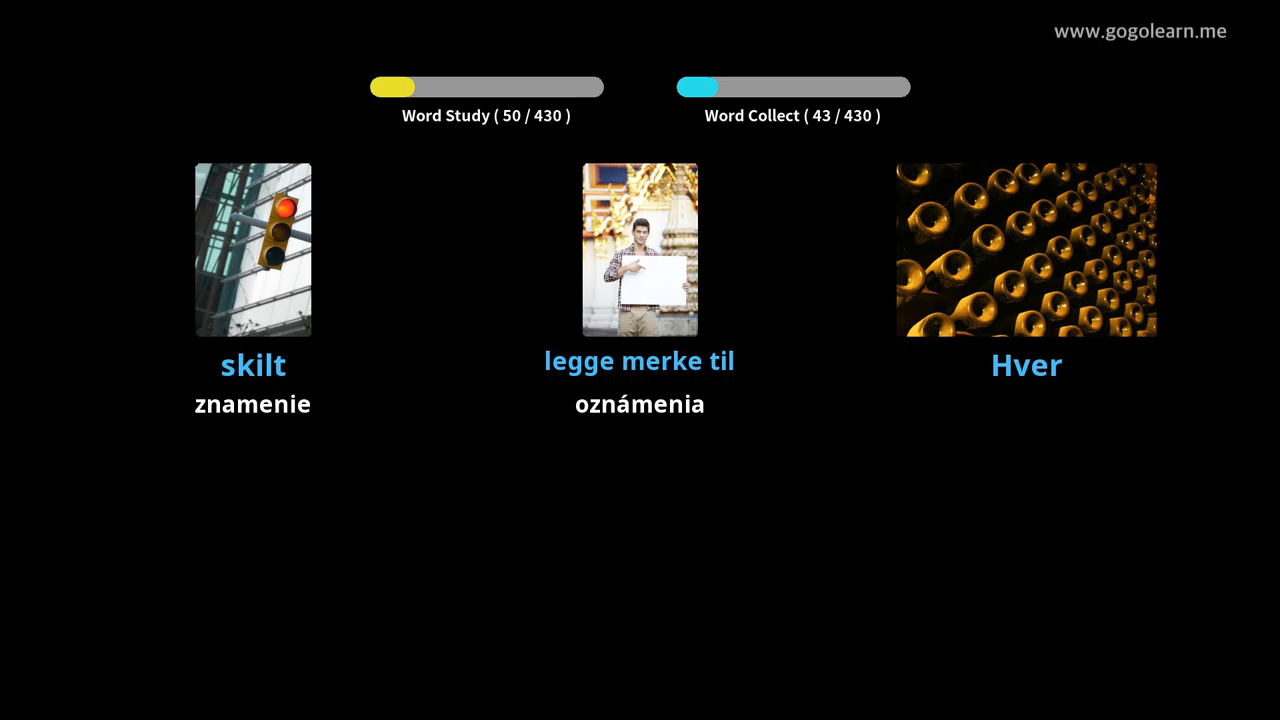 www.gogolearn.me
Word Study ( 50 / 430 )
Word Collect ( 43 / 430 )
skilt
legge merke til
Hver
znamenie
oznámenia